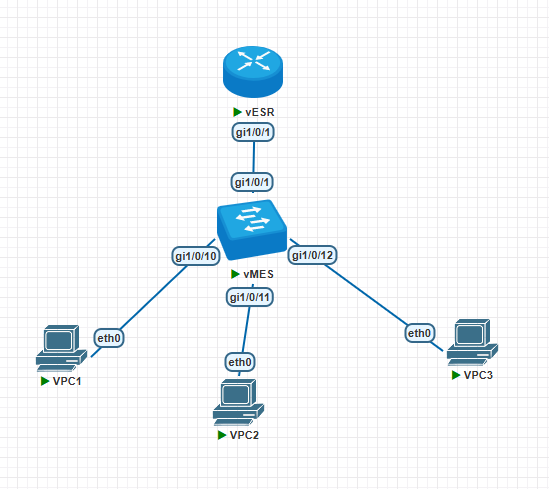 vESR
gi1/0/1
gi1/0/1
gi1/0/10
vMES
gi1/0/12
gi1/0/11
eth0
eth0
eth0
VPC1
VPC2
VPC3